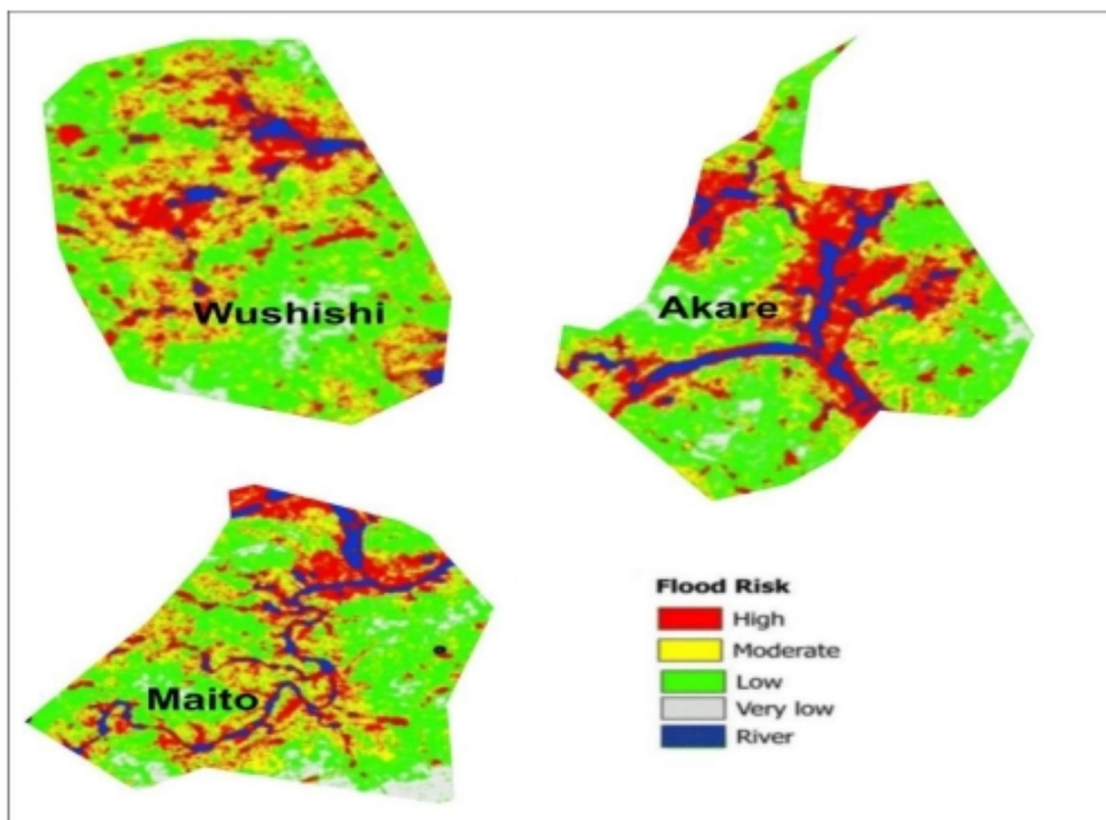 Wushishi
Akare
Maito
Flood Risk
High
Moderate
Low
Very low
River